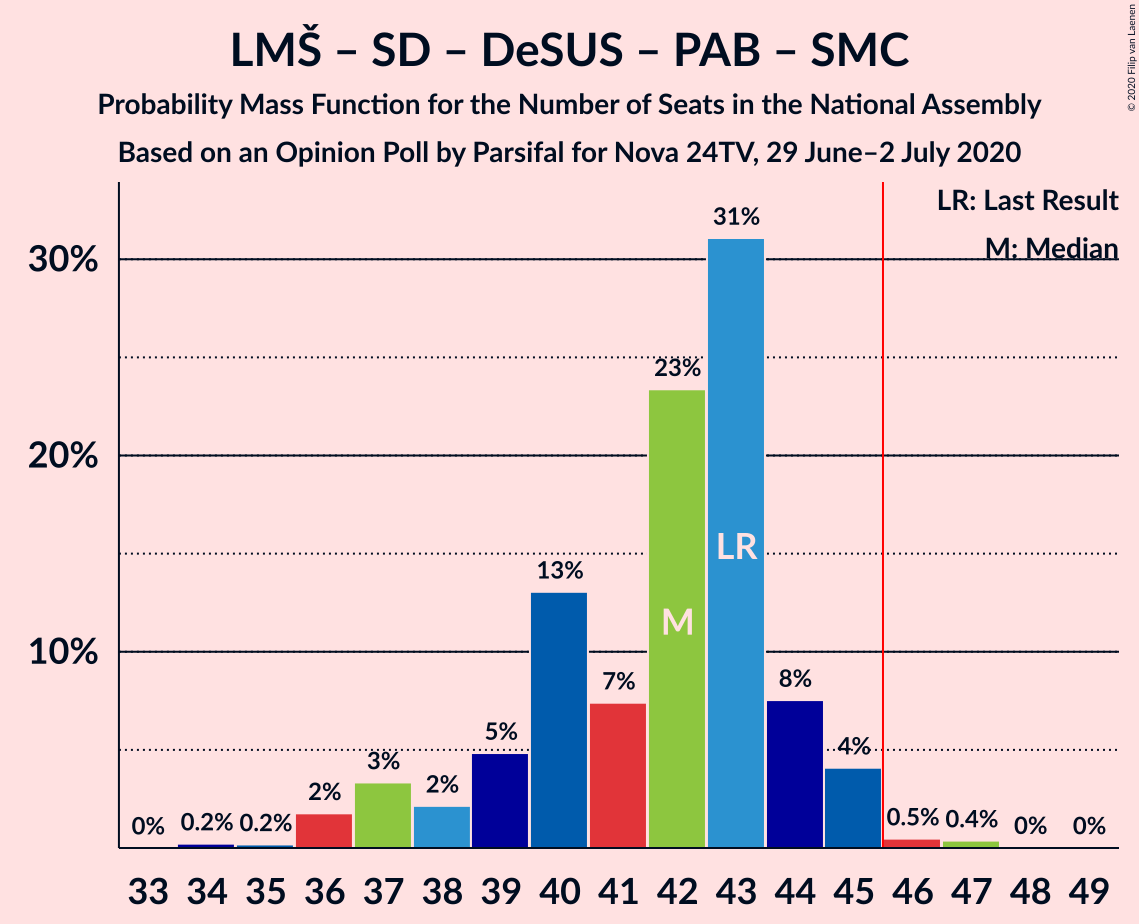 LMŠ – SD – DeSUS – PAB – SMC
Probability Mass Function for the Number of Seats in the National Assembly
Based on an Opinion Poll by Parsifal for Nova 24TV, 29 June–2 July 2020
© 2020 Filip van Laenen
LR: Last Result
M: Median
30%
20%
10%
0%
0.2%
0.2%
2%
3%
2%
5%
13%
7%
23%
31%
8%
4%
0.5%
0.4%
0%
0%
M
LR
33 34 35 36 37 38 39 40 41 42 43 44 45 46 47 48 49